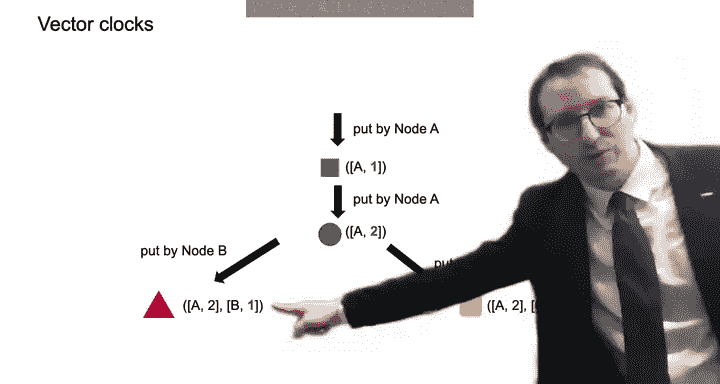 Vector clocks
put by Node A
([A, 1])
put by Node A
([A, 2])
put by Node B
([A, 2], [B, 1])
([A, 2], [